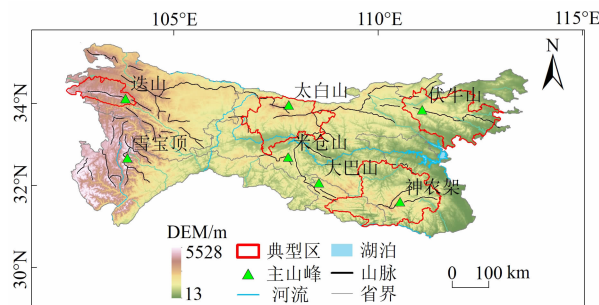 105°E
110°E
115°E
N
34°N
32°N
30°N
迭山
太白山
伏牛山
雪宝顶
米仓山
大巴山
神农架
DEM/m
5528
13
典型区
湖泊
主山峰
山脉
河流
省界
0 100 km